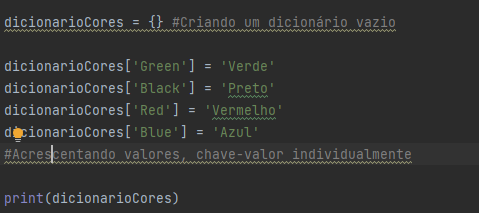 dicionarioCores = {} #Criando um dicionário vazio
dicionarioCores['Green'] = 'Verde'
dicionarioCores['Black'] = 'Preto'
dicionarioCores['Red'] = 'Vermelho'
dicionarioCores['Blue'] = 'Azul'
#Acrescentando valores, chave-valor individualmente
print(dicionarioCores)